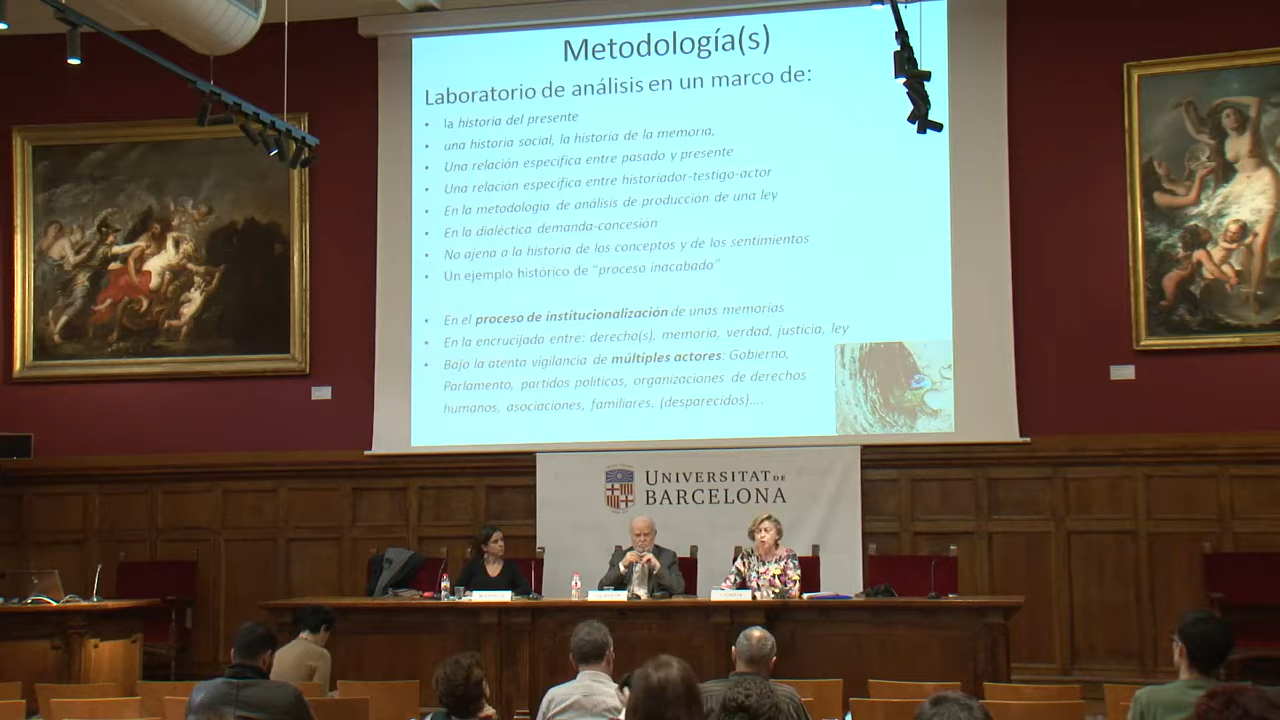 Metodología(s)
Laboratorio de análisis en un marco de:
• la historia del presente
• una historia social, la historia de la memoria,
• Una relación específica entre pasado y presente
• Una relación específica entre historiador-testigo-actor
• En la metodología de análisis de producción de una ley
• En la dialéctica demanda-concesión
• No ajena a la historia de los conceptos y de los sentimientos
• Un ejemplo histórico de “proceso inacabado”
• En el proceso de institucionalización de unas memorias
• En la encrucijada entre: derecho(s), memoria, verdad, justicia, ley
• Bajo la atenta vigilancia de múltiples actores: Gobierno,
Parlamento, partidos políticos, organizaciones de derechos
humanos, asociaciones, familiares, (desparecidos)....
UNIVERSITAT DE
BARCELONA